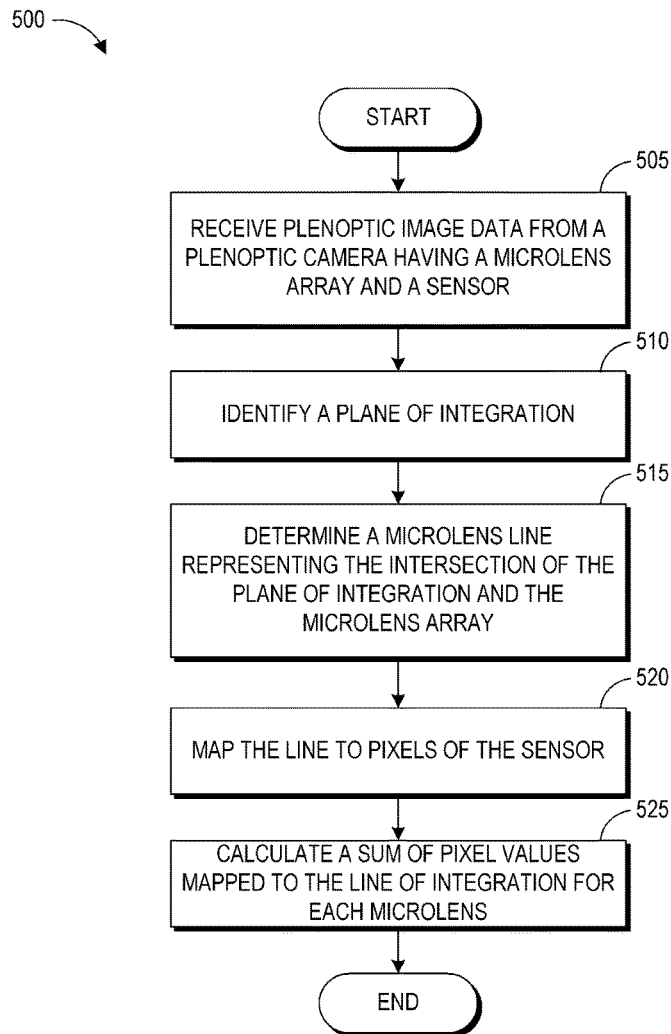 500
START
505
RECEIVE PLENOPTIC IMAGE DATA FROM A
PLENOPTIC CAMERA HAVING A MICROLENS
ARRAY AND A SENSOR
510
IDENTIFY A PLANE OF INTEGRATION
515
DETERMINE A MICROLENS LINE
REPRESENTING THE INTERSECTION OF THE
PLANE OF INTEGRATION AND THE
MICROLENS ARRAY
520
MAP THE LINE TO PIXELS OF THE SENSOR
525
CALCULATE A SUM OF PIXEL VALUES
MAPPED TO THE LINE OF INTEGRATION FOR
EACH MICROLENS
END